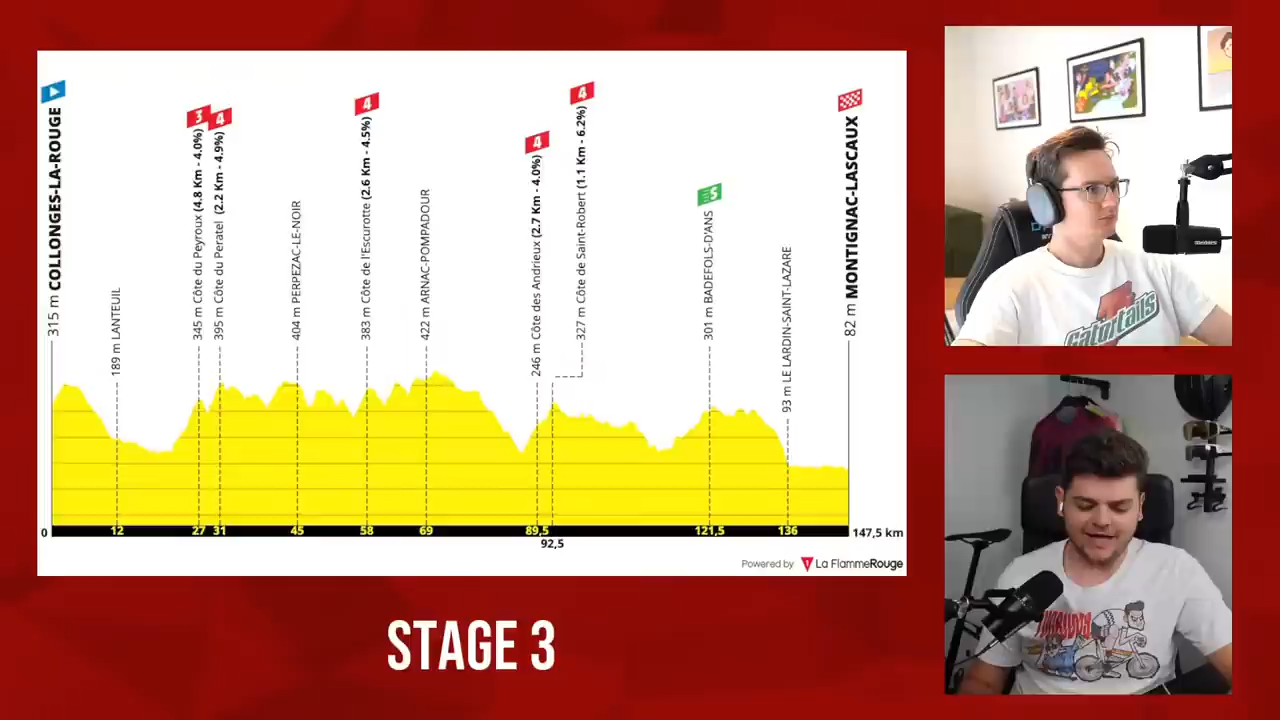 315 m COLLONGES-LA-ROUGE
189 m LANTEUIL
3
345 m Côte du Peyroux (4.8 Km - 4.0%)
4
395 m Côte du Peratel (2.2 Km - 4.9%)
404 m PERPEZAC-LE-NOIR
4
383 m Côte de l'Escurotte (2.6 Km - 4.5%)
422 m ARNAC-POMPADOUR
4
246 m Côte des Andrieux (2.7 Km - 4.0%)
4
327 m Côte de Saint-Robert (1.1 Km - 6.2%)
S
301 m BADEFOLS-D'ANS
93 m LE LARDIN-SAINT-LAZARE
82 m MONTIGNAC-LASCAUX
0 12 27 31 45 58 69 89,5 121,5 136 147,5 km
92,5
Powered by La FlammeRouge
STAGE 3
Gatortails